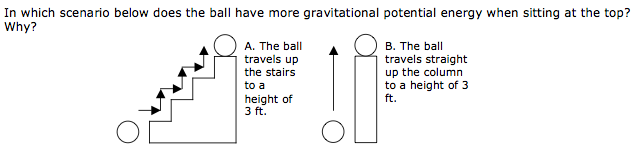 In which scenario below does the ball have more gravitational potential energy when sitting at the top?
Why?
A. The ball
travels up
the stairs
to a
height of
3 ft.
B. The ball
travels straight
up the column
to a height of 3
ft.